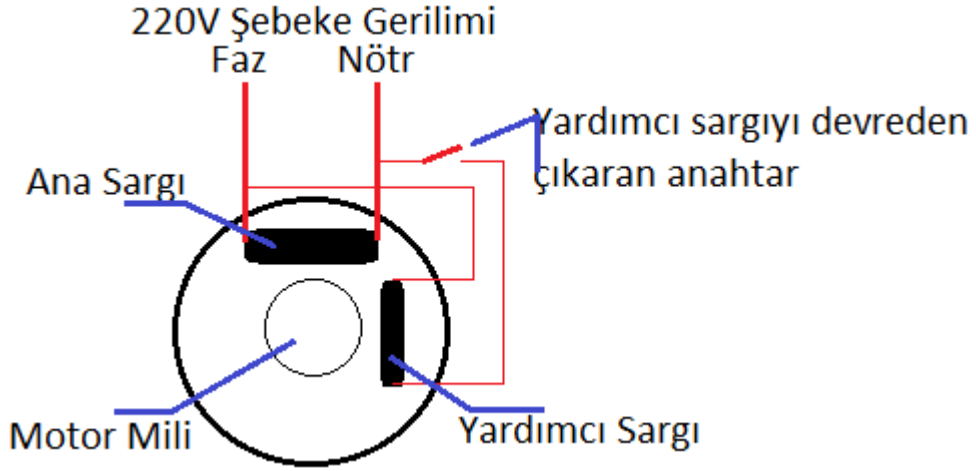 220V Şebeke Gerilimi
Faz Nötr
Yardımcı sargıyı devreden
çıkaran anahtar
Ana Sargı
Motor Mili
Yardımcı Sargı